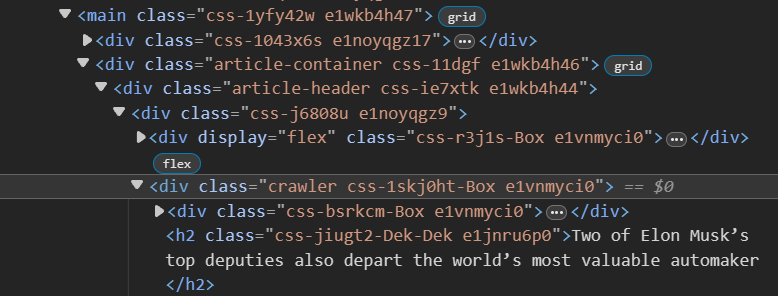 ▼<main class="css-1yfy42w e1wkb4h47"> grid
▶<div class="css-1043x6s e1noyqgz17"> ⋯ </div>
▼<div class="article-container css-11dgf e1wkb4h46"> grid
▼<div class="article-header css-ie7xtk e1wkb4h44">
▼<div class="css-j6808u e1noyqgz9">
▶<div display="flex" class="css-r3j1s-Box e1vnmyci0"> ⋯ </div>
flex
▼<div class="crawler css-1skj0ht-Box e1vnmyci0"> == $0
▶<div class="css-bsrkcm-Box e1vnmyci0"> ⋯ </div>
<h2 class="css-jiugt2-Dek-Dek e1jnru6p0">Two of Elon Musk’s
top deputies also depart the world’s most valuable automaker
</h2>